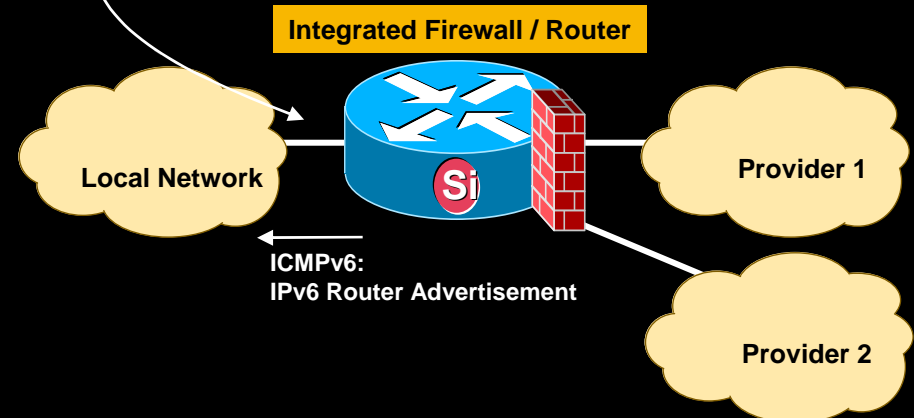 Integrated Firewall / Router
Local Network
Si
Provider 1
ICMPv6:
IPv6 Router Advertisement
Provider 2